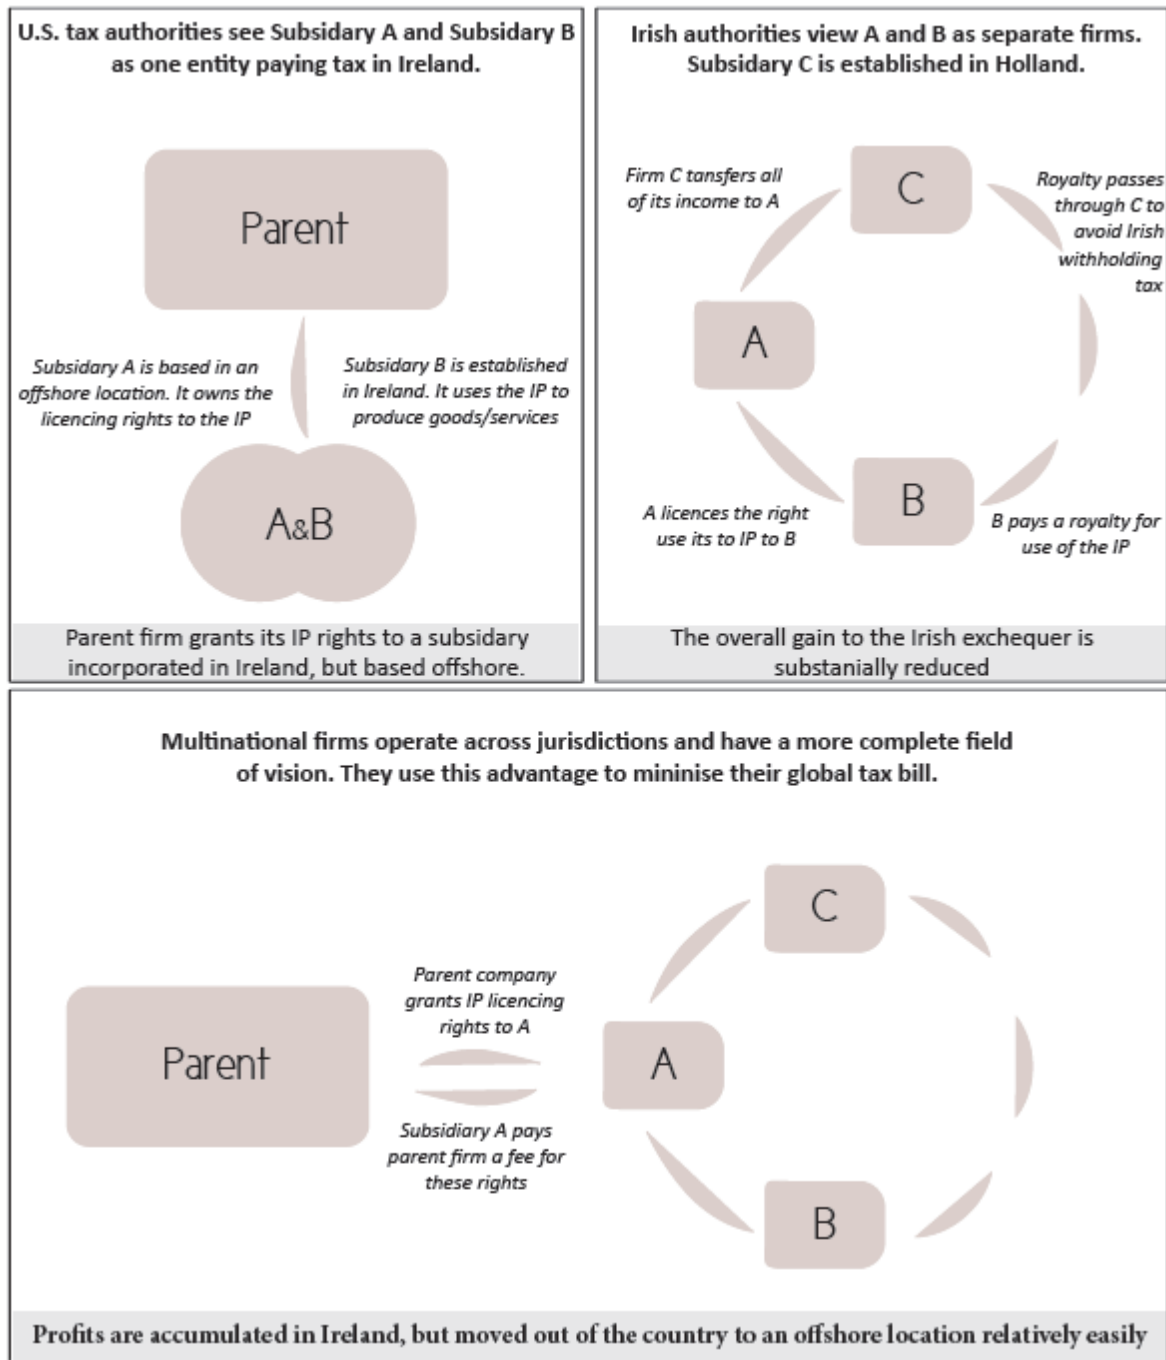 U.S. tax authorities see Subsidary A and Subsidary B
as one entity paying tax in Ireland.
Parent
Subsidary A is based in an
offshore location. It owns the
licencing rights to the IP
Subsidary B is established
in Ireland. It uses the IP to
produce goods/services
A&B
Parent firm grants its IP rights to a subsidary
incorporated in Ireland, but based offshore.
Irish authorities view A and B as separate firms.
Subsidary C is established in Holland.
Firm C tansfers all
of its income to A
C
Royalty passes
through C to
avoid Irish
withholding
tax
A
A licences the right
use its to IP to B
B
B pays a royalty for
use of the IP
The overall gain to the Irish exchequer is
substanially reduced
Multinational firms operate across jurisdictions and have a more complete field
of vision. They use this advantage to mininise their global tax bill.
C
Parent company
grants IP licencing
rights to A
Parent
A
Subsidiary A pays
parent firm a fee for
these rights
B
Profits are accumulated in Ireland, but moved out of the country to an offshore location relatively easily